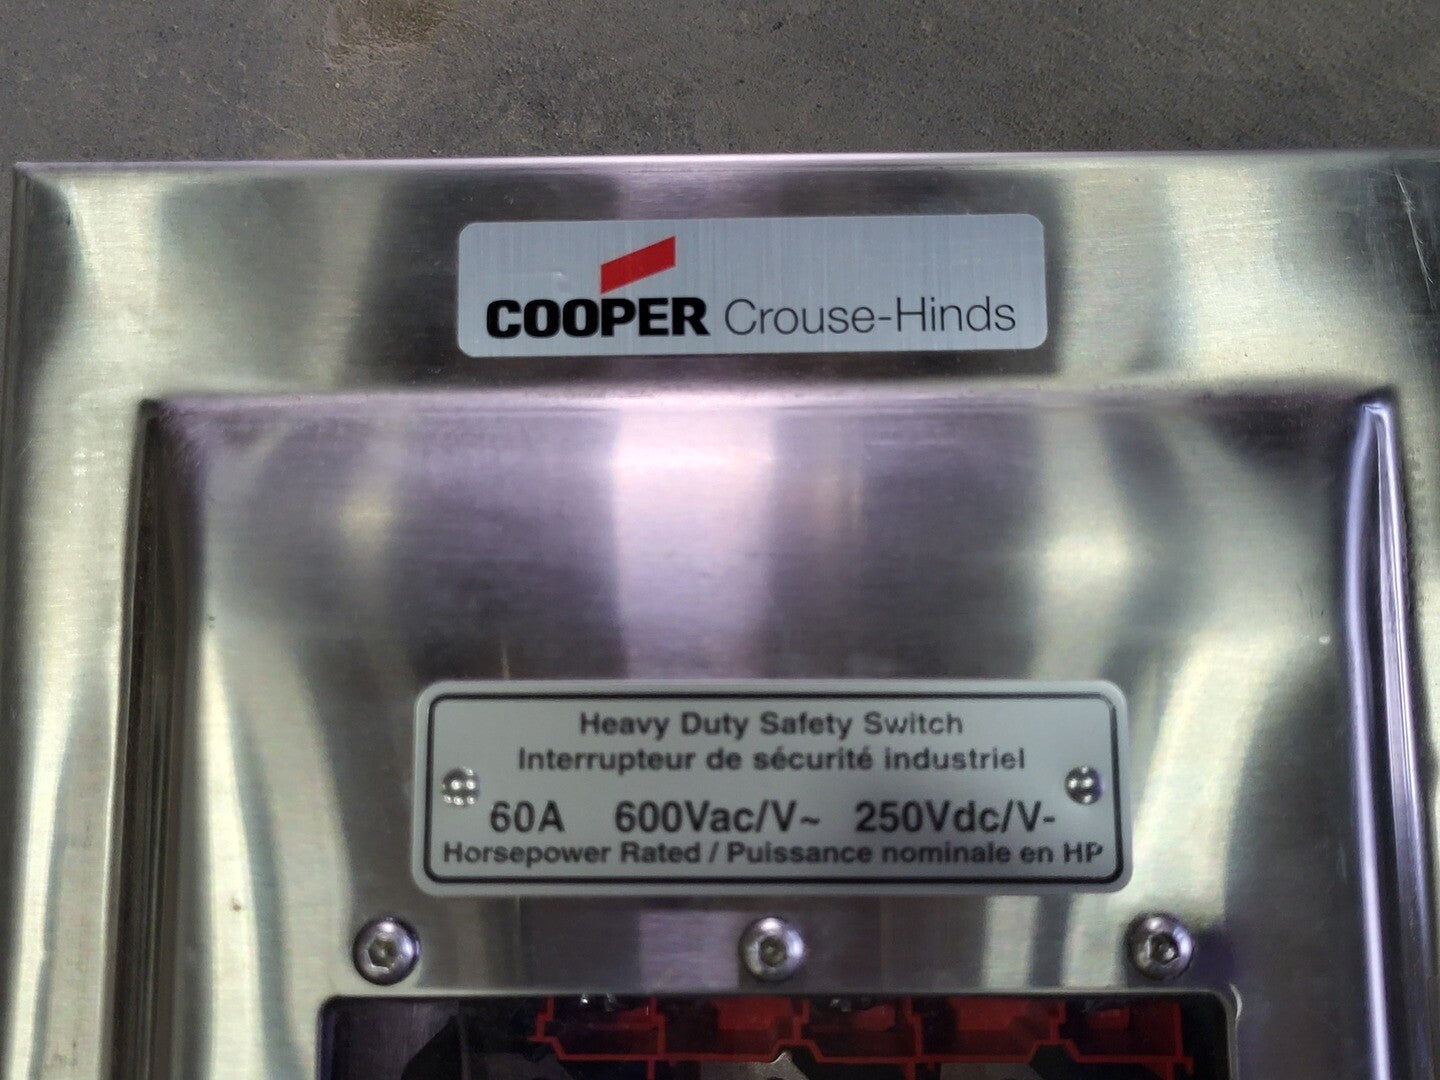 COOPER Crouse-Hinds
Heavy Duty Safety Switch
Interrupteur de sécurité industriel
60A 600Vac/V~ 250Vdc/V-
Horsepower Rated / Puissance nominale en HP